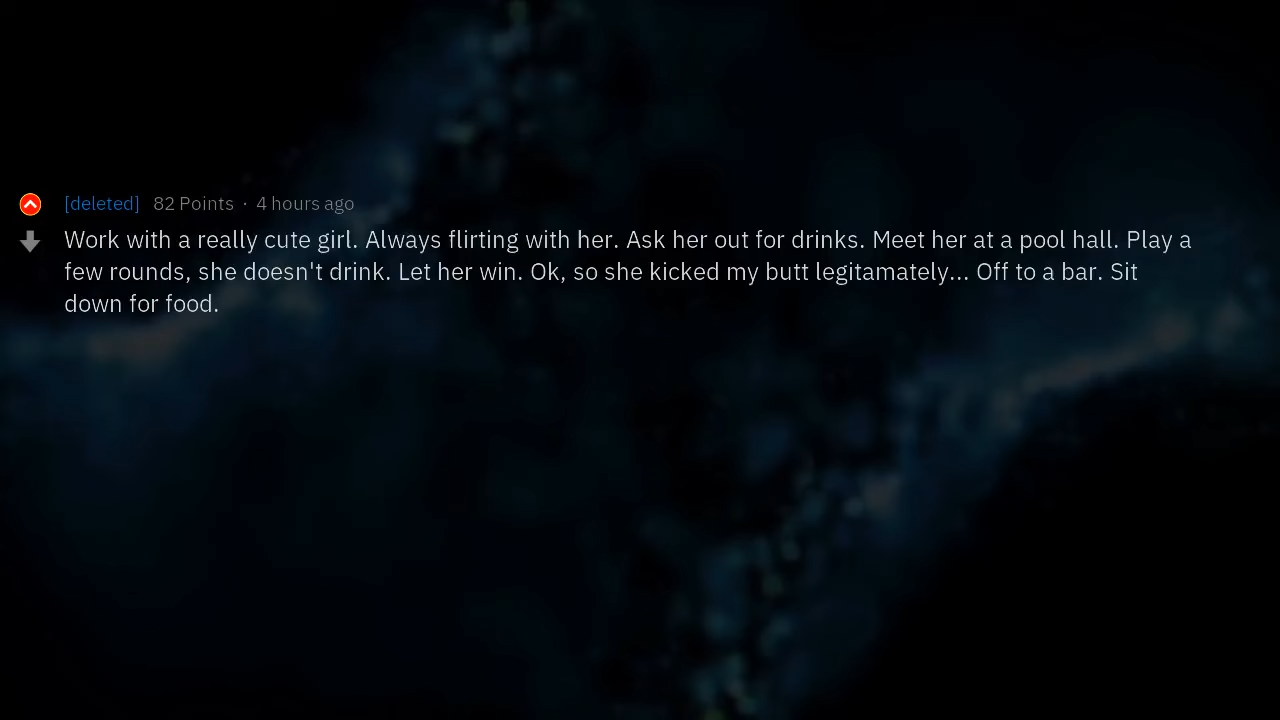 [deleted] 82 Points · 4 hours ago
Work with a really cute girl. Always flirting with her. Ask her out for drinks. Meet her at a pool hall. Play a
few rounds, she doesn't drink. Let her win. Ok, so she kicked my butt legitamately... Off to a bar. Sit
down for food.